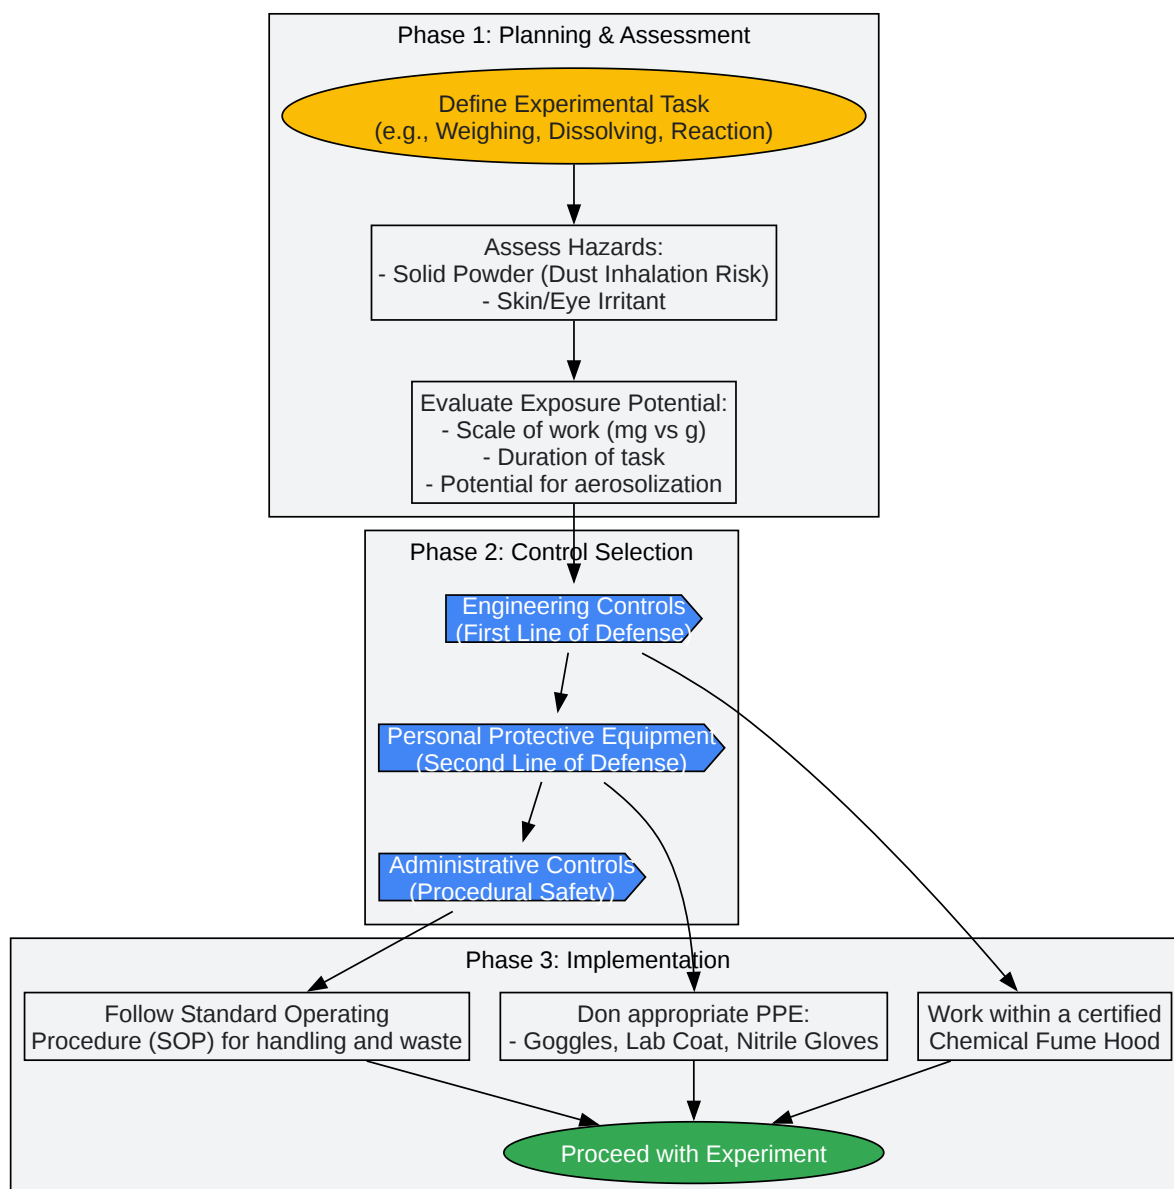 Phase 1: Planning & Assessment
Define Experimental Task
(e.g., Weighing, Dissolving, Reaction)
Assess Hazards:
- Solid Powder (Dust Inhalation Risk)
- Skin/Eye Irritant
Evaluate Exposure Potential:
- Scale of work (mg vs g)
- Duration of task
- Potential for aerosolization
Phase 2: Control Selection
Engineering Controls
(First Line of Defense)
Personal Protective Equipment
(Second Line of Defense)
Administrative Controls
(Procedural Safety)
Phase 3: Implementation
Follow Standard Operating
Procedure (SOP) for handling and waste
Don appropriate PPE:
- Goggles, Lab Coat, Nitrile Gloves
Work within a certified
Chemical Fume Hood
Proceed with Experiment